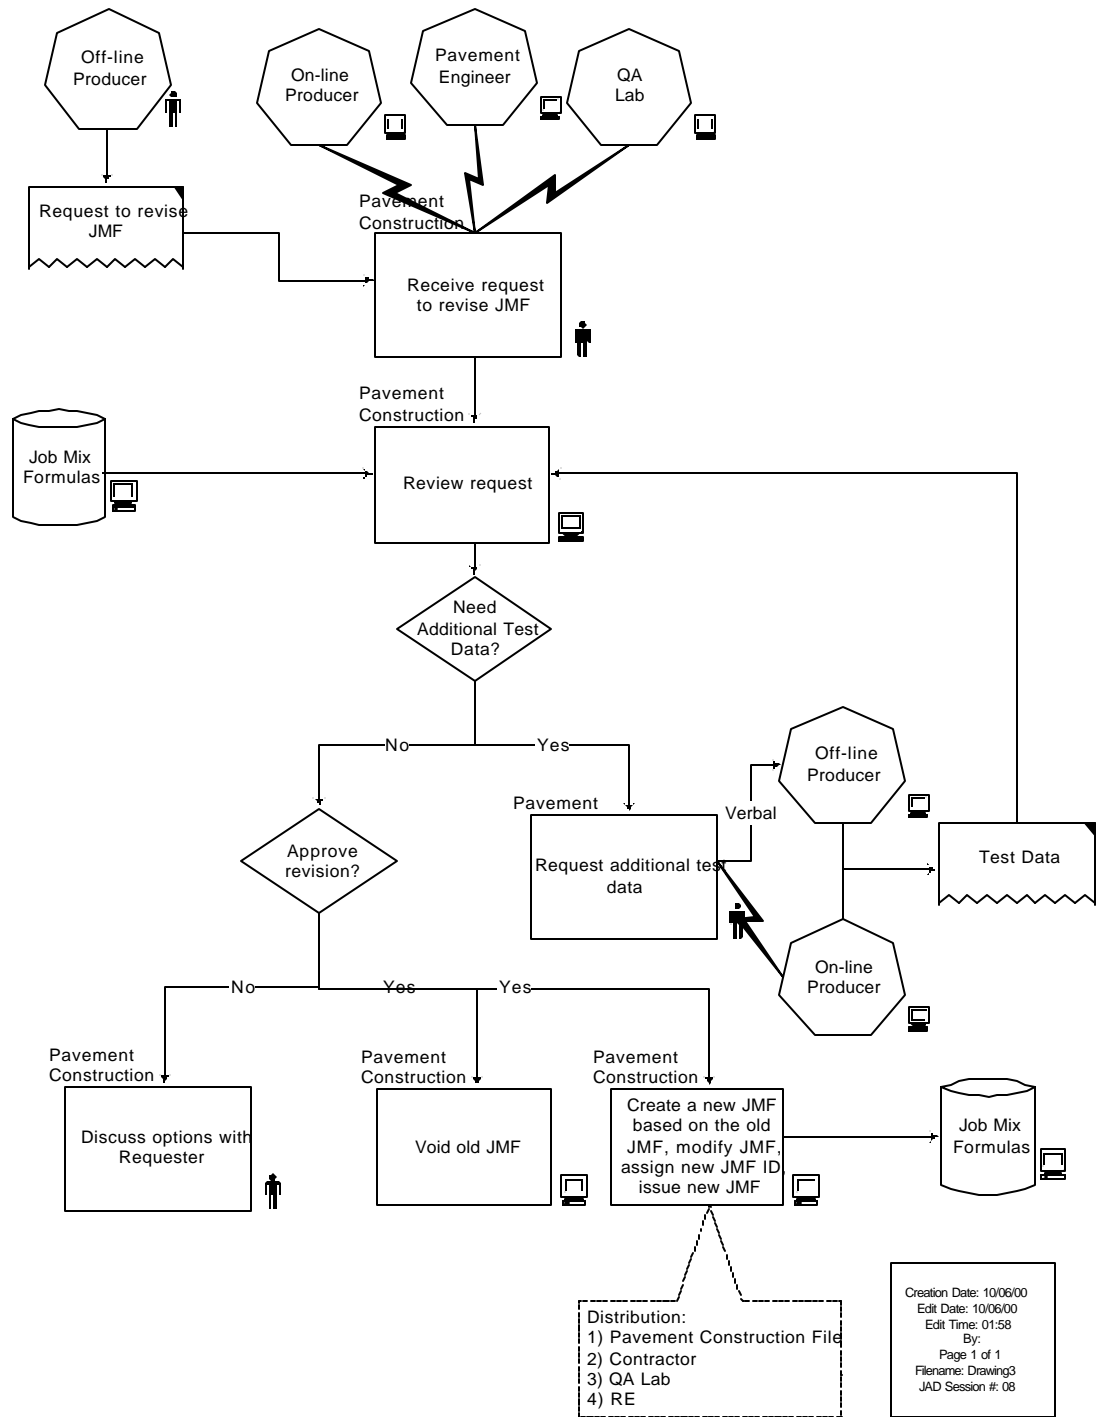 Off-line
Producer
On-line
Producer
Pavement
Engineer
QA
Lab
Request to revise
JMF
Pavement
Construction
Receive request
to revise JMF
Pavement
Construction
Job Mix
Formulas
Review request
Need
Additional Test
Data?
No
Yes
Approve
revision?
Pavement
Request additional test
data
Verbal
Off-line
Producer
Test Data
On-line
Producer
No
Yes
Yes
Pavement
Construction
Discuss options with
Requester
Pavement
Construction
Void old JMF
Pavement
Construction
Create a new JMF
based on the old
JMF, modify JMF,
assign new JMF ID,
issue new JMF
Job Mix
Formulas
Distribution:
1) Pavement Construction File
2) Contractor
3) QA Lab
4) RE
Creation Date: 10/06/00
Edit Date: 10/06/00
Edit Time: 01:58
By:
Page 1 of 1
Filename: Drawing3
JAD Session #: 08